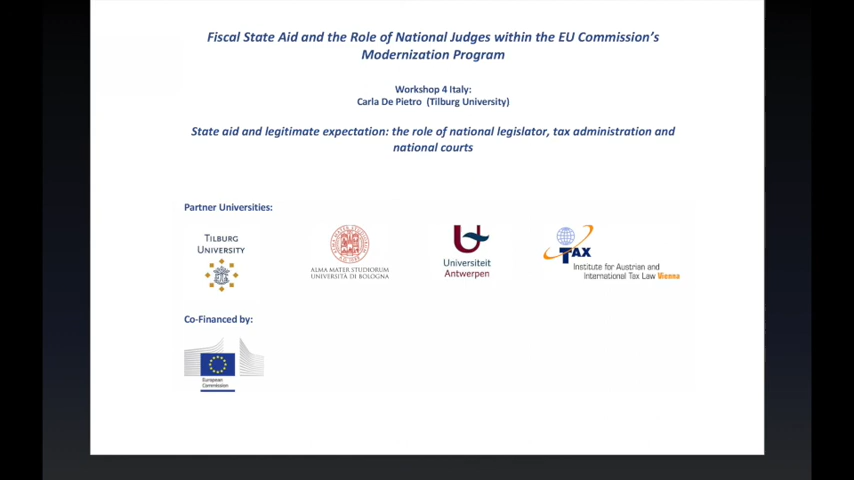 Fiscal State Aid and the Role of National Judges within the EU Commission's
Modernization Program
Workshop 4 Italy:
Carla De Pietro (Tilburg University)
State aid and legitimate expectation: the role of national legislator, tax administration and
national courts
Partner Universities:
TILBURG
UNIVERSITY
ALMA MATER STUDIORUM
UNIVERSITÀ DI BOLOGNA
Universiteit
Antwerpen
TAX
Institute for Austrian and
International Tax Law Vienna
Co-Financed by:
European
Commission